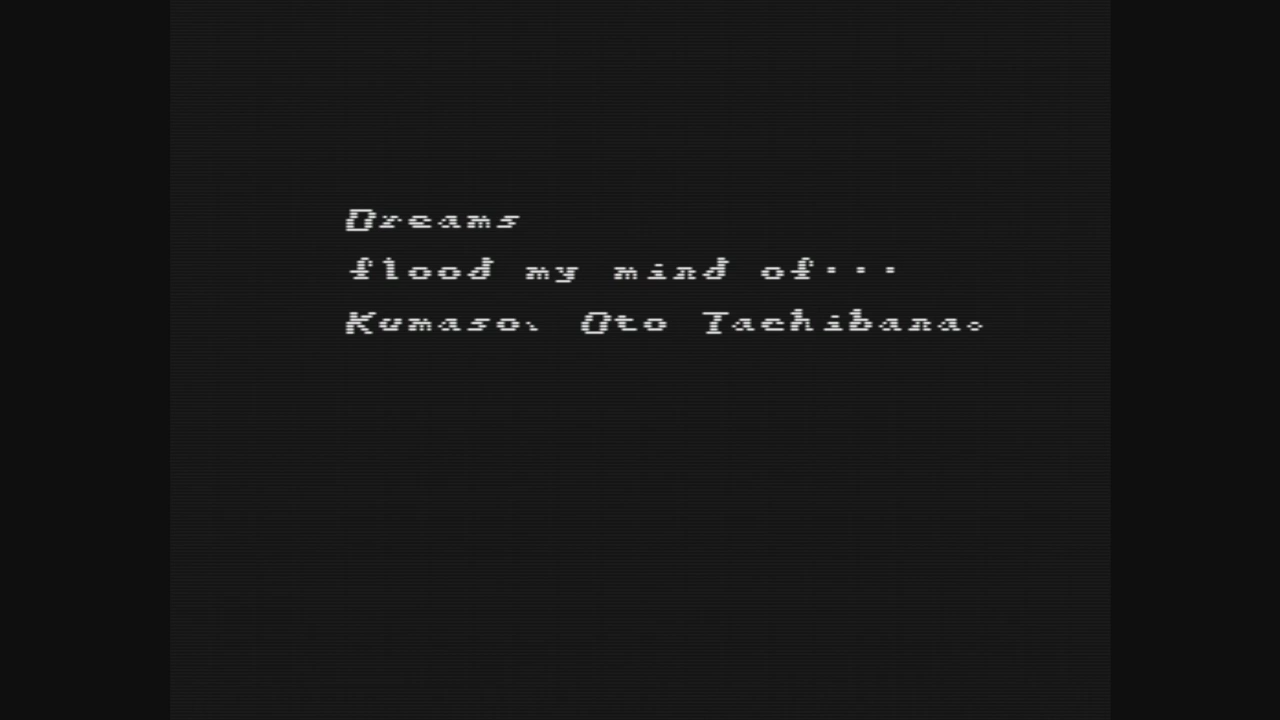 Dreams
flood my mind of･･･
Kumaso、 Oto Tachibana。